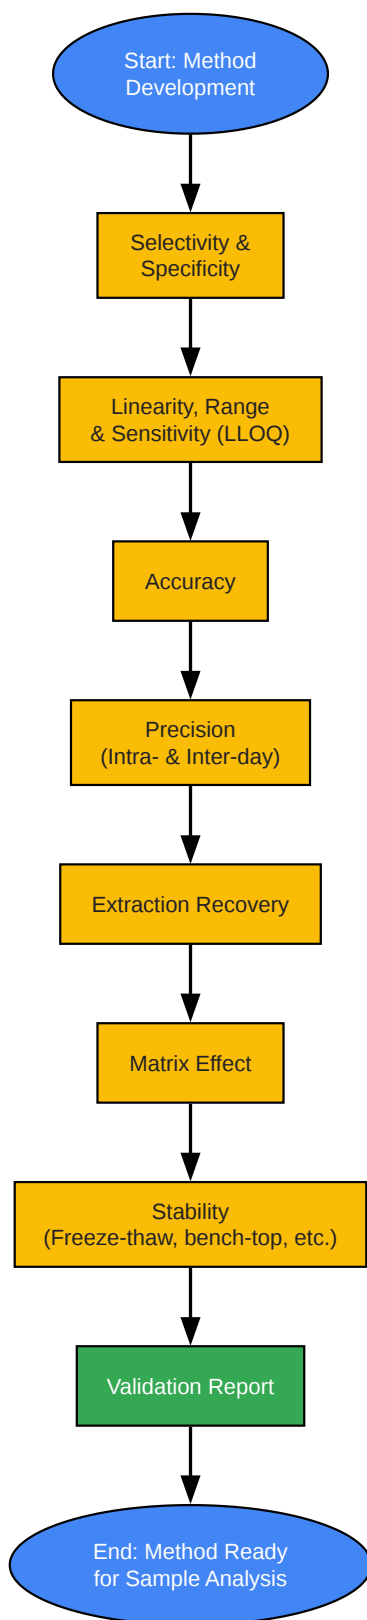 Start: Method
Development
Selectivity &
Specificity
Linearity, Range
& Sensitivity (LLOQ)
Accuracy
Precision
(Intra- & Inter-day)
Extraction Recovery
Matrix Effect
Stability
(Freeze-thaw, bench-top, etc.)
Validation Report
End: Method Ready
for Sample Analysis